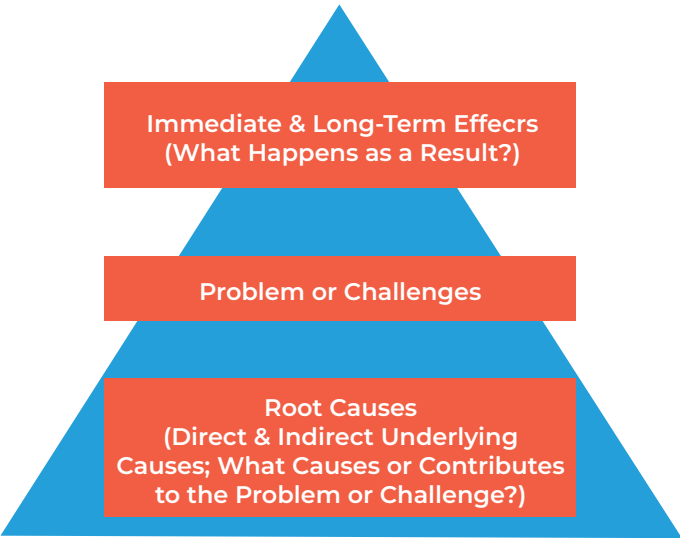 Immediate & Long-Term Effecrs
(What Happens as a Result?)
Problem or Challenges
Root Causes
(Direct & Indirect Underlying
Causes; What Causes or Contributes
to the Problem or Challenge?)